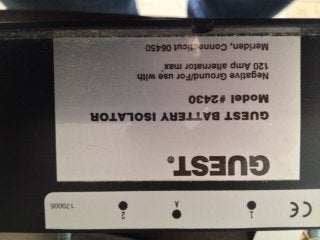 CE
1
A
2
170005
GUEST®
GUEST BATTERY ISOLATOR
Model #2430
Negative Ground/For use with
120 Amp alternator max
Meriden, Connecticut 06450